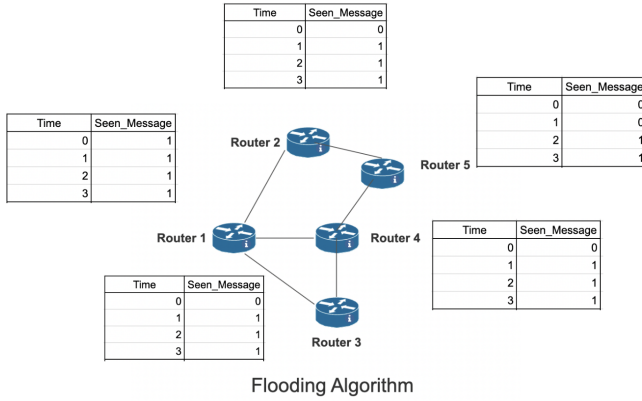 Time Seen_Message
0 0
1 1
2 1
3 1
Time Seen_Message
0 0
1 0
2 1
3 1
Time Seen_Message
0 1
1 1
2 1
3 1
Router 2
Router 5
Router 1
Router 4
Time Seen_Message
0 0
1 1
2 1
3 1
Time Seen_Message
0 0
1 1
2 1
3 1
Router 3
Flooding Algorithm